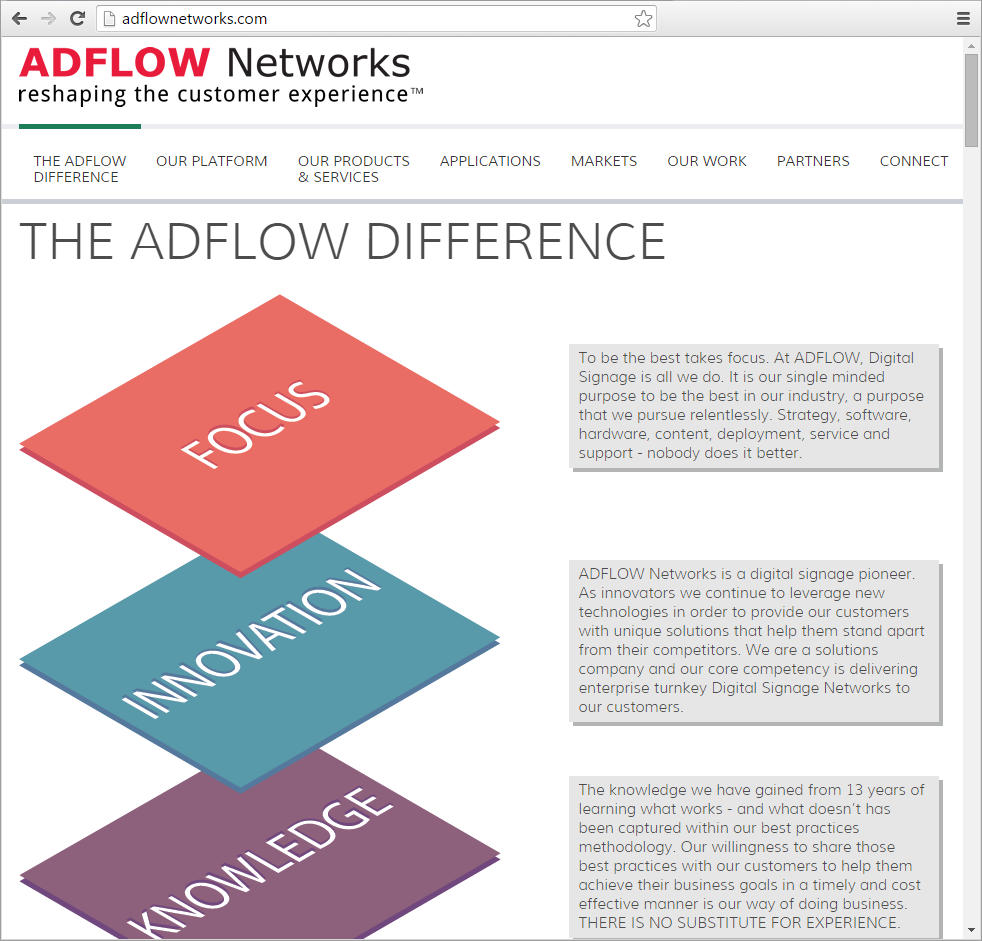 adflownetworks.com
ADFLOW Networks
reshaping the customer experience™
THE ADFLOW
DIFFERENCE
OUR PLATFORM
OUR PRODUCTS
& SERVICES
APPLICATIONS
MARKETS
OUR WORK
PARTNERS
CONNECT
THE ADFLOW DIFFERENCE
FOCUS
To be the best takes focus. At ADFLOW, Digital
Signage is all we do. It is our single minded
purpose to be the best in our industry, a purpose
that we pursue relentlessly. Strategy, software,
hardware, content, deployment, service and
support - nobody does it better.
INNOVATION
ADFLOW Networks is a digital signage pioneer.
As innovators we continue to leverage new
technologies in order to provide our customers
with unique solutions that help them stand apart
from their competitors. We are a solutions
company and our core competency is delivering
enterprise turnkey Digital Signage Networks to
our customers.
KNOWLEDGE
The knowledge we have gained from 13 years of
learning what works - and what doesn’t has
been captured within our best practices
methodology. Our willingness to share those
best practices with our customers to help them
achieve their business goals in a timely and cost
effective manner is our way of doing business.
THERE IS NO SUBSTITUTE FOR EXPERIENCE.